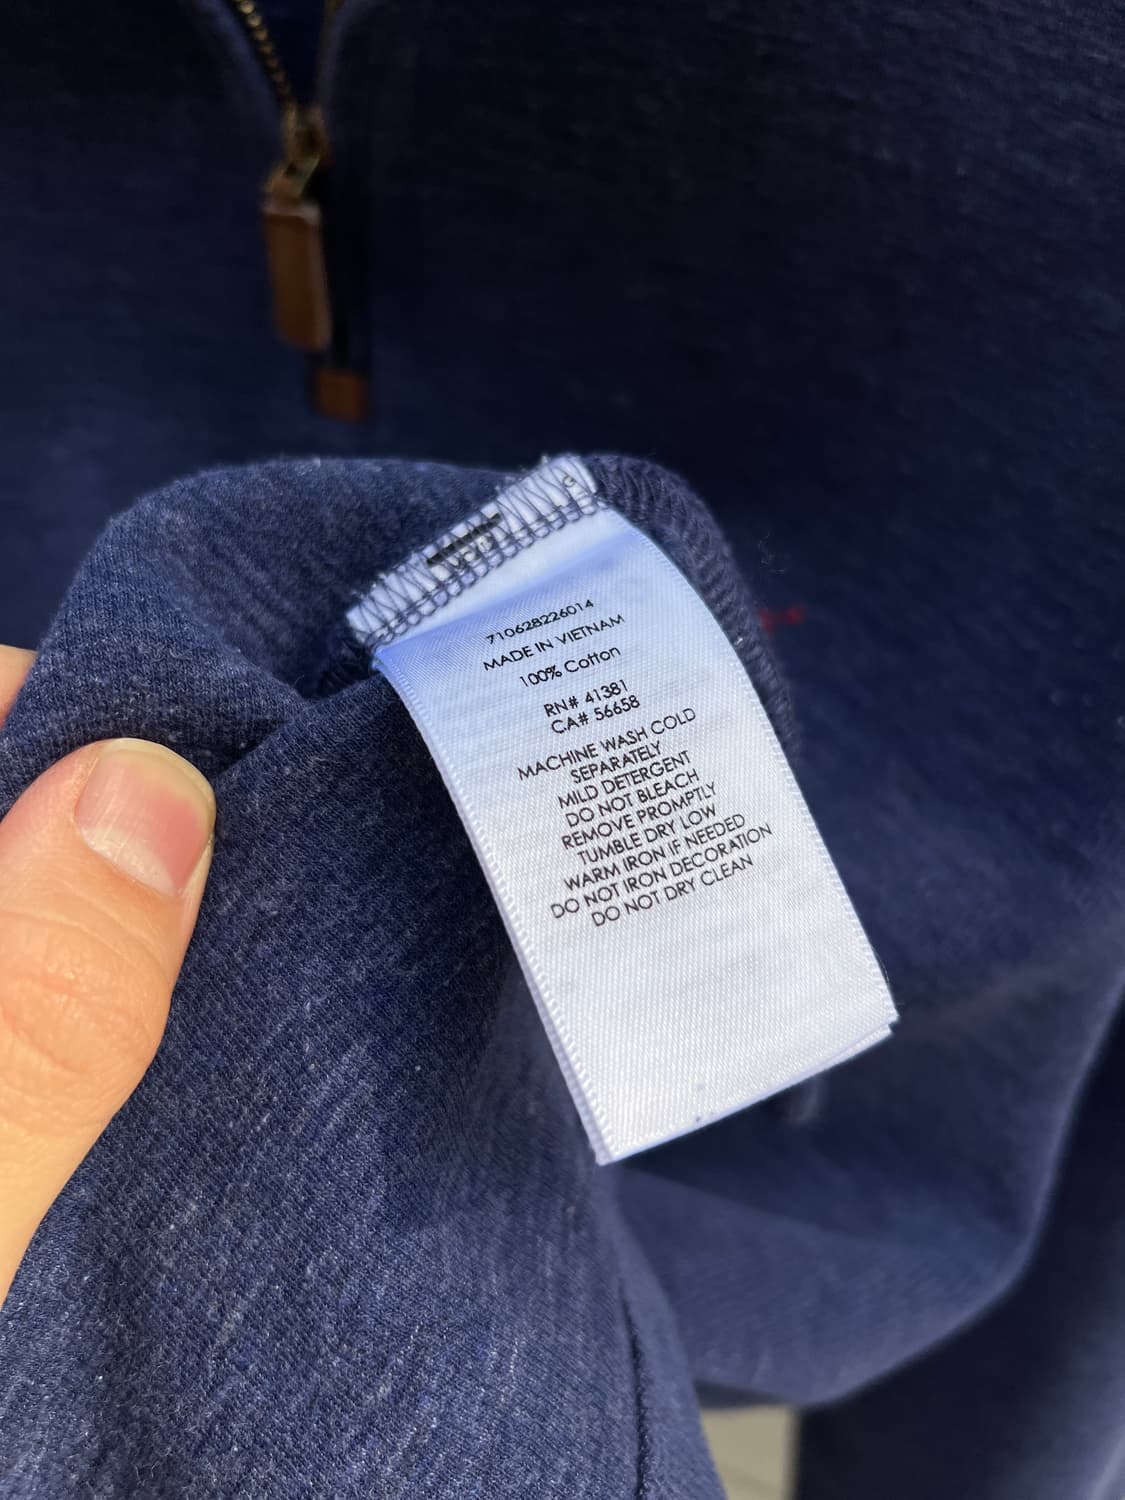 710628226014
MADE IN VIETNAM
100% Cotton
RN# 41381
CA# 56658
MACHINE WASH COLD
SEPARATELY
MILD DETERGENT
DO NOT BLEACH
REMOVE PROMPTLY
TUMBLE DRY LOW
WARM IRON IF NEEDED
DO NOT IRON DECORATION
DO NOT DRY CLEAN